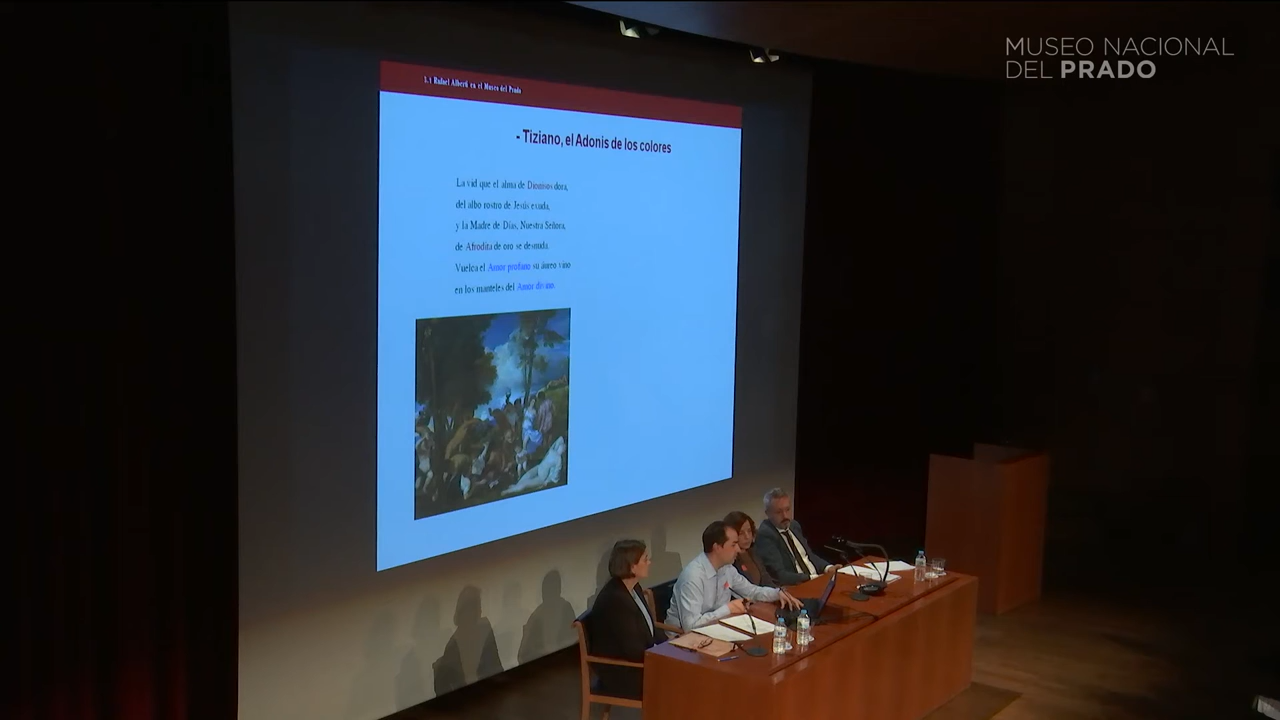 MUSEO NACIONAL
DEL PRADO
3.1 Rafael Alberti en el Museo del Prado
- Tiziano, el Adonis de los colores
La vid que el alma de Dionisos dora,
del albo rostro de Jesús exuda,
y la Madre de Dios, Nuestra Señora,
de Afrodita de oro se desnuda.
Vuelca el Amor profano su áureo vino
en los manteles del Amor divino.